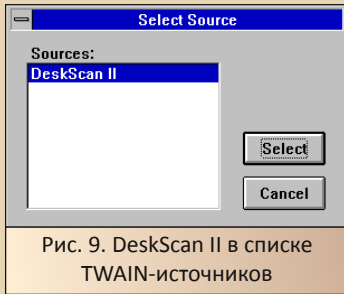 Select Source
Sources:
DeskScan II
Select
Cancel
Рис. 9. DeskScan II в списке
TWAIN-источников